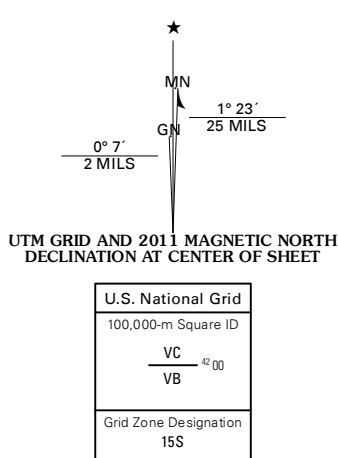 ★
MN
1° 23´
25 MILS
GN
0° 7´
2 MILS
UTM GRID AND 2011 MAGNETIC NORTH
DECLINATION AT CENTER OF SHEET
U.S. National Grid
100,000-m Square ID
VC
42 00
VB
Grid Zone Designation
15S